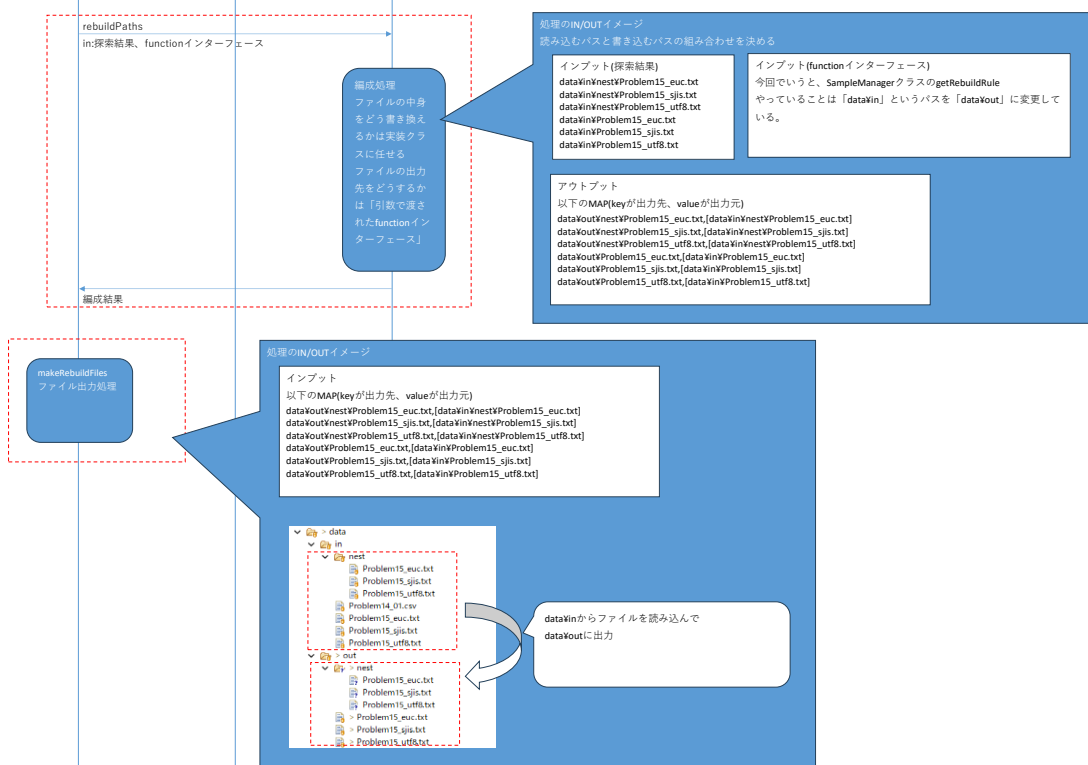 rebuildPaths
in:探索結果、functionインターフェース
編成処理
ファイルの中身
をどう書き換え
るかは実装クラ
スに任せる
ファイルの出力
先をどうするか
は「引数で渡さ
れたfunctionイン
ターフェース」
編成結果
処理のIN/OUTイメージ
読み込むパスと書き込むパスの組み合わせを決める
インプット(探索結果)
data¥in¥nest¥Problem15_euc.txt
data¥in¥nest¥Problem15_sjis.txt
data¥in¥nest¥Problem15_utf8.txt
data¥in¥Problem15_euc.txt
data¥in¥Problem15_sjis.txt
data¥in¥Problem15_utf8.txt
インプット(functionインターフェース)
今回でいうと、SampleManagerクラスのgetRebuildRule
やっていることは「data¥in」というパスを「data¥out」に変更して
いる。
アウトプット
以下のMAP(keyが出力先、valueが出力元)
data¥out¥nest¥Problem15_euc.txt,[data¥in¥nest¥Problem15_euc.txt]
data¥out¥nest¥Problem15_sjis.txt,[data¥in¥nest¥Problem15_sjis.txt]
data¥out¥nest¥Problem15_utf8.txt,[data¥in¥nest¥Problem15_utf8.txt]
data¥out¥Problem15_euc.txt,[data¥in¥Problem15_euc.txt]
data¥out¥Problem15_sjis.txt,[data¥in¥Problem15_sjis.txt]
data¥out¥Problem15_utf8.txt,[data¥in¥Problem15_utf8.txt]
makeRebuildFiles
ファイル出力処理
処理のIN/OUTイメージ
インプット
以下のMAP(keyが出力先、valueが出力元)
data¥out¥nest¥Problem15_euc.txt,[data¥in¥nest¥Problem15_euc.txt]
data¥out¥nest¥Problem15_sjis.txt,[data¥in¥nest¥Problem15_sjis.txt]
data¥out¥nest¥Problem15_utf8.txt,[data¥in¥nest¥Problem15_utf8.txt]
data¥out¥Problem15_euc.txt,[data¥in¥Problem15_euc.txt]
data¥out¥Problem15_sjis.txt,[data¥in¥Problem15_sjis.txt]
data¥out¥Problem15_utf8.txt,[data¥in¥Problem15_utf8.txt]
> data
in
nest
Problem15_euc.txt
Problem15_sjis.txt
Problem15_utf8.txt
Problem14_01.csv
Problem15_euc.txt
Problem15_sjis.txt
Problem15_utf8.txt
> out
> nest
Problem15_euc.txt
Problem15_sjis.txt
Problem15_utf8.txt
> Problem15_euc.txt
> Problem15_sjis.txt
> Problem15_utf8.txt
data¥inからファイルを読み込んで
data¥outに出力